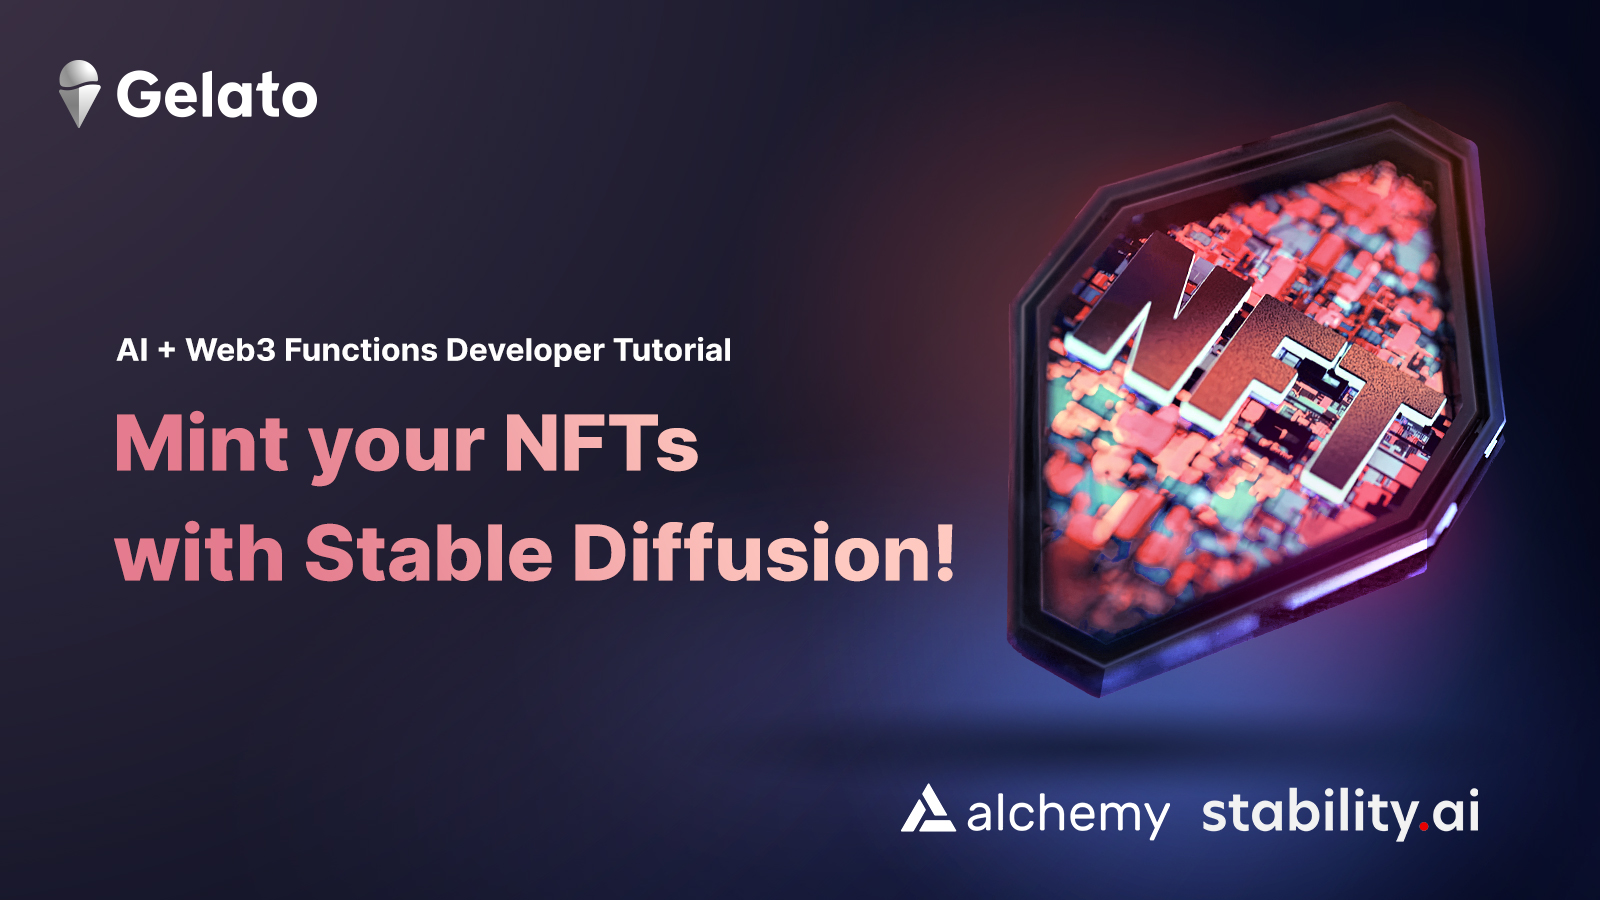 Gelato
AI + Web3 Functions Developer Tutorial
Mint your NFTs
with Stable Diffusion!
NFT
alchemy
stability.ai